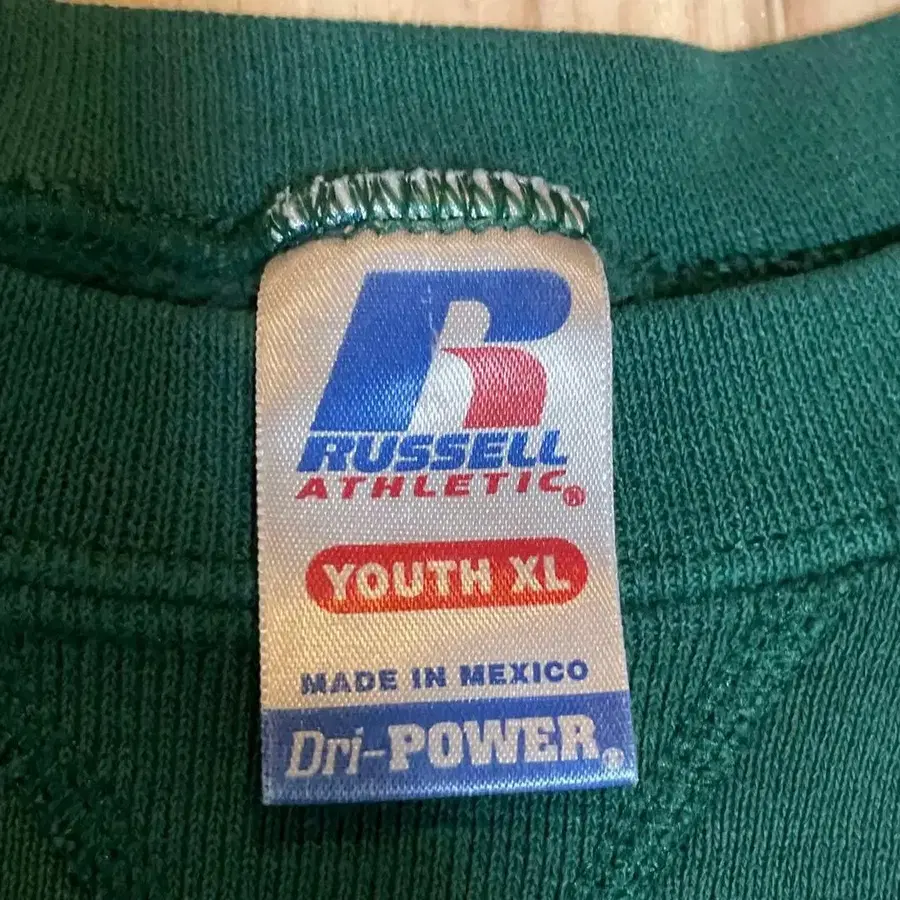 R
RUSSELL
ATHLETIC®
YOUTH XL
MADE IN MEXICO
Dri-POWER®